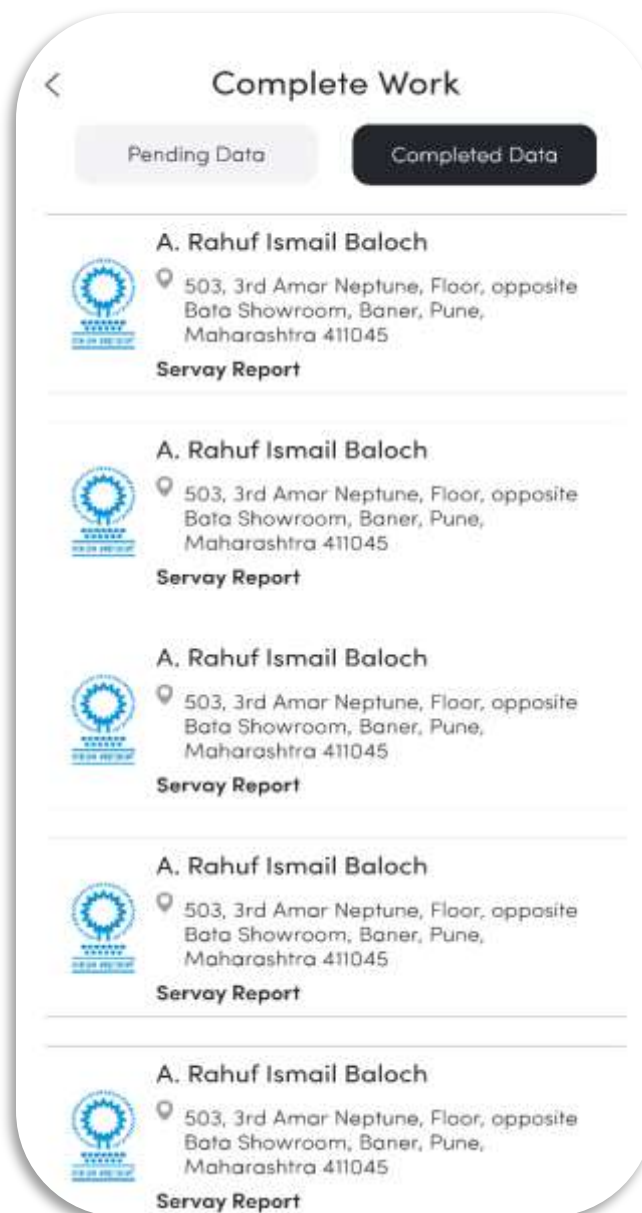 Complete Work
Pending Data
Completed Data
A. Rahuf Ismail Baloch
503, 3rd Amar Neptune, Floor, opposite
Bata Showroom, Baner, Pune,
Maharashtra 411045
Servay Report
A. Rahuf Ismail Baloch
503, 3rd Amar Neptune, Floor, opposite
Bata Showroom, Baner, Pune,
Maharashtra 411045
Servay Report
A. Rahuf Ismail Baloch
503, 3rd Amar Neptune, Floor, opposite
Bata Showroom, Baner, Pune,
Maharashtra 411045
Servay Report
A. Rahuf Ismail Baloch
503, 3rd Amar Neptune, Floor, opposite
Bata Showroom, Baner, Pune,
Maharashtra 411045
Servay Report
A. Rahuf Ismail Baloch
503, 3rd Amar Neptune, Floor, opposite
Bata Showroom, Baner, Pune,
Maharashtra 411045
Servay Report